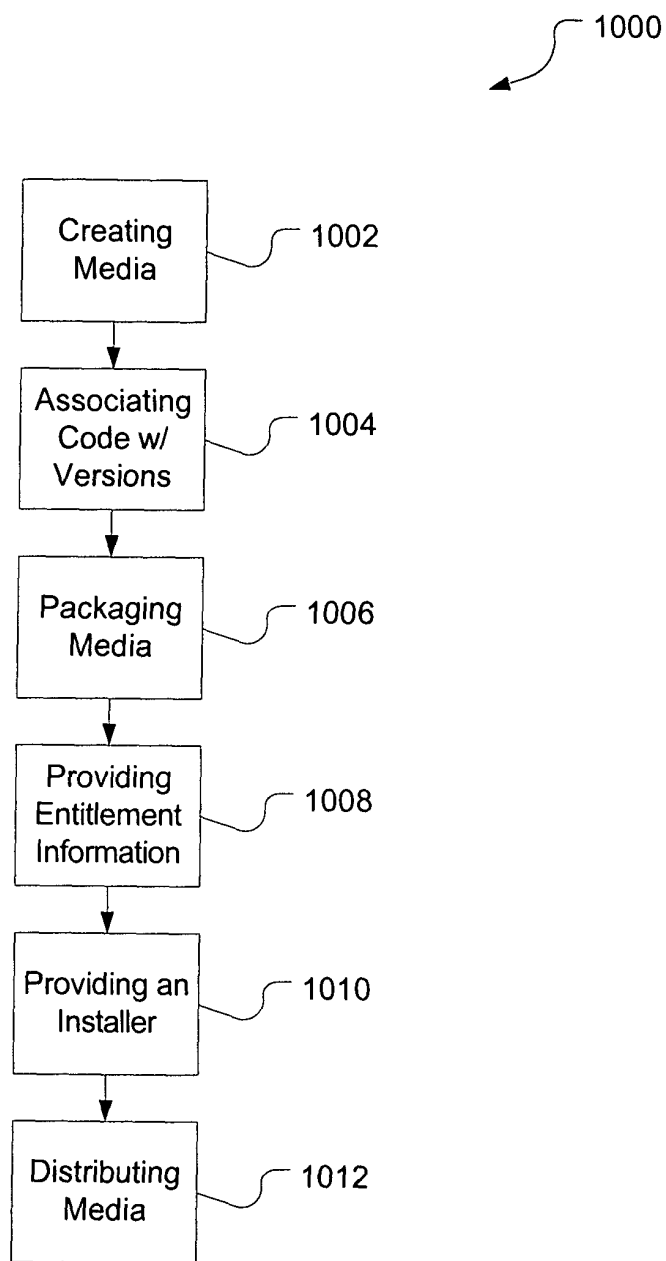 1000
Creating
Media
1002
Associating
Code w/
Versions
1004
Packaging
Media
1006
Providing
Entitlement
Information
1008
Providing an
Installer
1010
Distributing
Media
1012